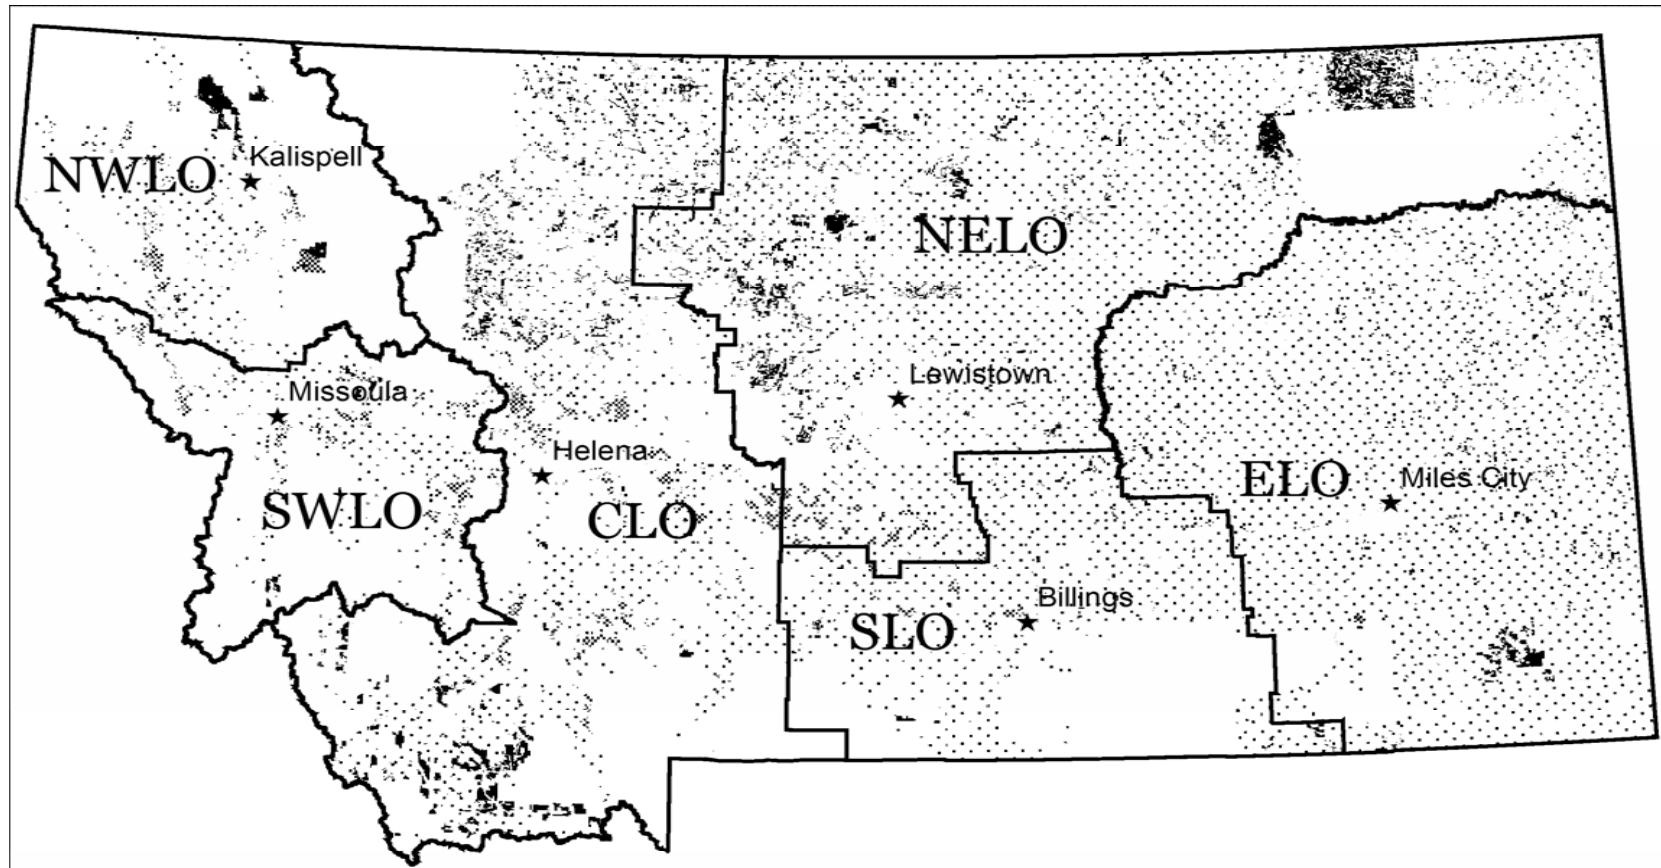 Kalispell
NWLO
NELO
Lewistown
Missoula
Helena
Miles City
ELO
SWLO
CLO
Billings
SLO